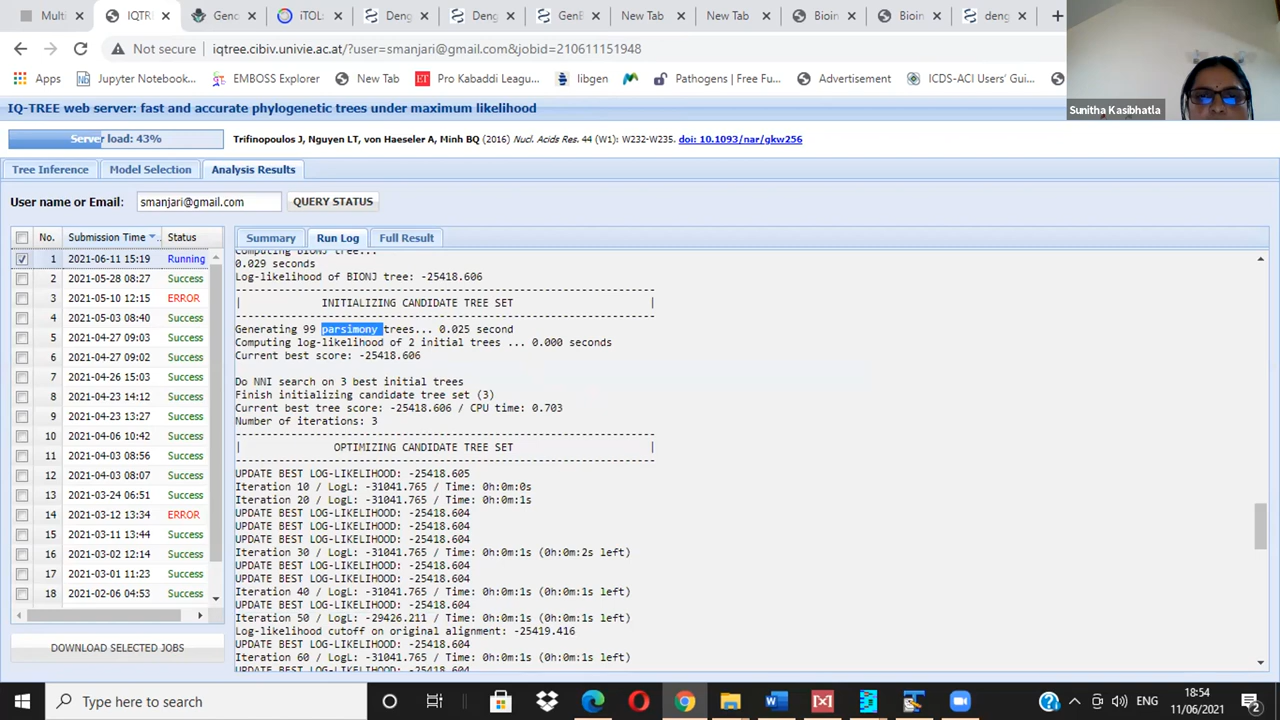 Multi
IQTRE
Geno
iTOL:
Deng
Deng
GenB
New Tab
New Tab
Bioin
Bioin
deng
Not secure
iqtree.cibiv.univie.ac.at/?user=smanjari@gmail.com&jobid=210611151948
Apps
Jupyter Notebook...
EMBOSS Explorer
New Tab
Pro Kabaddi Leagu...
libgen
Pathogens | Free Fu...
Advertisement
ICDS-ACI Users' Gui...
Sunitha Kasibhatla
IQ-TREE web server: fast and accurate phylogenetic trees under maximum likelihood
Server load: 43%
Trifinopoulos J, Nguyen LT, von Haeseler A, Minh BQ (2016) Nucl. Acids Res. 44 (W1): W232-W235. doi: 10.1093/nar/gkw256
Tree Inference
Model Selection
Analysis Results
User name or Email:
smanjari@gmail.com
QUERY STATUS
No.
Submission Time
Status
1 2021-06-11 15:19 Running
2 2021-05-28 08:27 Success
3 2021-05-10 12:15 ERROR
4 2021-05-03 08:40 Success
5 2021-04-27 09:03 Success
6 2021-04-27 09:02 Success
7 2021-04-26 15:03 Success
8 2021-04-23 14:12 Success
9 2021-04-23 13:27 Success
10 2021-04-06 10:42 Success
11 2021-04-03 08:56 Success
12 2021-04-03 08:07 Success
13 2021-03-24 06:51 Success
14 2021-03-12 13:34 ERROR
15 2021-03-11 13:44 Success
16 2021-03-02 12:14 Success
17 2021-03-01 11:23 Success
18 2021-02-06 04:53 Success
DOWNLOAD SELECTED JOBS
Summary
Run Log
Full Result
Computing BIONJ tree...
0.029 seconds
Log-likelihood of BIONJ tree: -25418.606
--------------------------------------------------------------------
| INITIALIZING CANDIDATE TREE SET |
--------------------------------------------------------------------
Generating 99 parsimony trees... 0.025 second
Computing log-likelihood of 2 initial trees ... 0.000 seconds
Current best score: -25418.606
Do NNI search on 3 best initial trees
Finish initializing candidate tree set (3)
Current best tree score: -25418.606 / CPU time: 0.703
Number of iterations: 3
--------------------------------------------------------------------
| OPTIMIZING CANDIDATE TREE SET |
--------------------------------------------------------------------
UPDATE BEST LOG-LIKELIHOOD: -25418.605
Iteration 10 / LogL: -31041.765 / Time: 0h:0m:0s
Iteration 20 / LogL: -31041.765 / Time: 0h:0m:1s
UPDATE BEST LOG-LIKELIHOOD: -25418.604
UPDATE BEST LOG-LIKELIHOOD: -25418.604
UPDATE BEST LOG-LIKELIHOOD: -25418.604
Iteration 30 / LogL: -31041.765 / Time: 0h:0m:1s (0h:0m:2s left)
UPDATE BEST LOG-LIKELIHOOD: -25418.604
UPDATE BEST LOG-LIKELIHOOD: -25418.604
Iteration 40 / LogL: -31041.765 / Time: 0h:0m:1s (0h:0m:1s left)
UPDATE BEST LOG-LIKELIHOOD: -25418.604
Iteration 50 / LogL: -29426.211 / Time: 0h:0m:1s (0h:0m:1s left)
Log-likelihood cutoff on original alignment: -25419.416
UPDATE BEST LOG-LIKELIHOOD: -25418.604
Iteration 60 / LogL: -31041.765 / Time: 0h:0m:1s (0h:0m:1s left)
UPDATE BEST LOG-LIKELIHOOD: -25418.604
Type here to search
ENG
18:54
11/06/2021
2